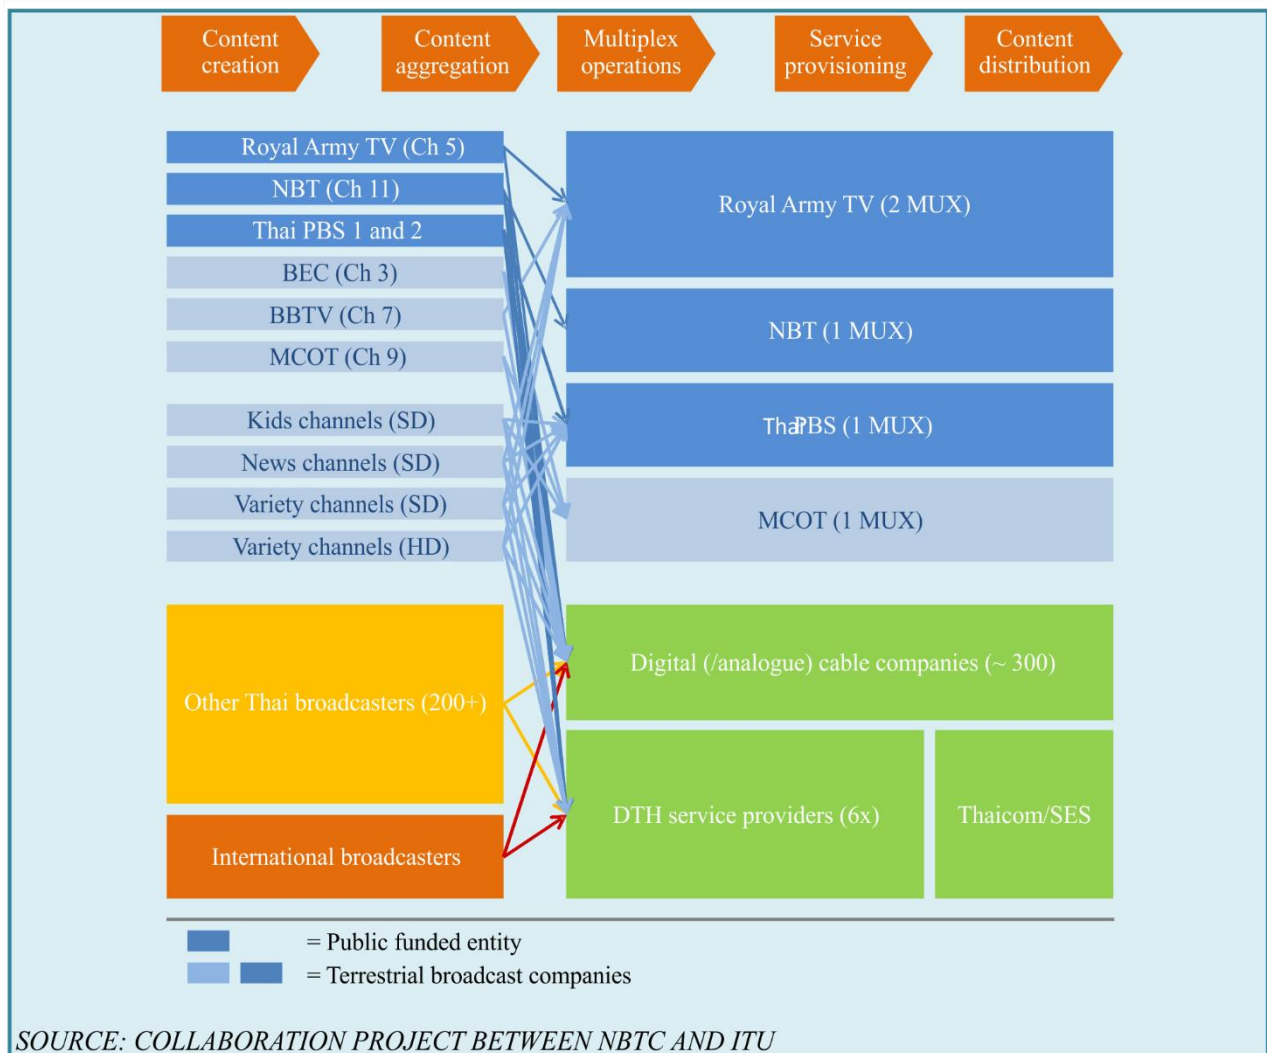 Content
creation
Content
aggregation
Multiplex
operations
Service
provisioning
Content
distribution
Royal Army TV (Ch 5)
NBT (Ch 11)
Thai PBS 1 and 2
BEC (Ch 3)
BBTV (Ch 7)
MCOT (Ch 9)
Kids channels (SD)
News channels (SD)
Variety channels (SD)
Variety channels (HD)
Other Thai broadcasters (200+)
International broadcasters
Royal Army TV (2 MUX)
NBT (1 MUX)
Thai PBS (1 MUX)
MCOT (1 MUX)
Digital (/analogue) cable companies (~ 300)
DTH service providers (6x)
Thaicom/SES
= Public funded entity
= Terrestrial broadcast companies
SOURCE: COLLABORATION PROJECT BETWEEN NBTC AND ITU